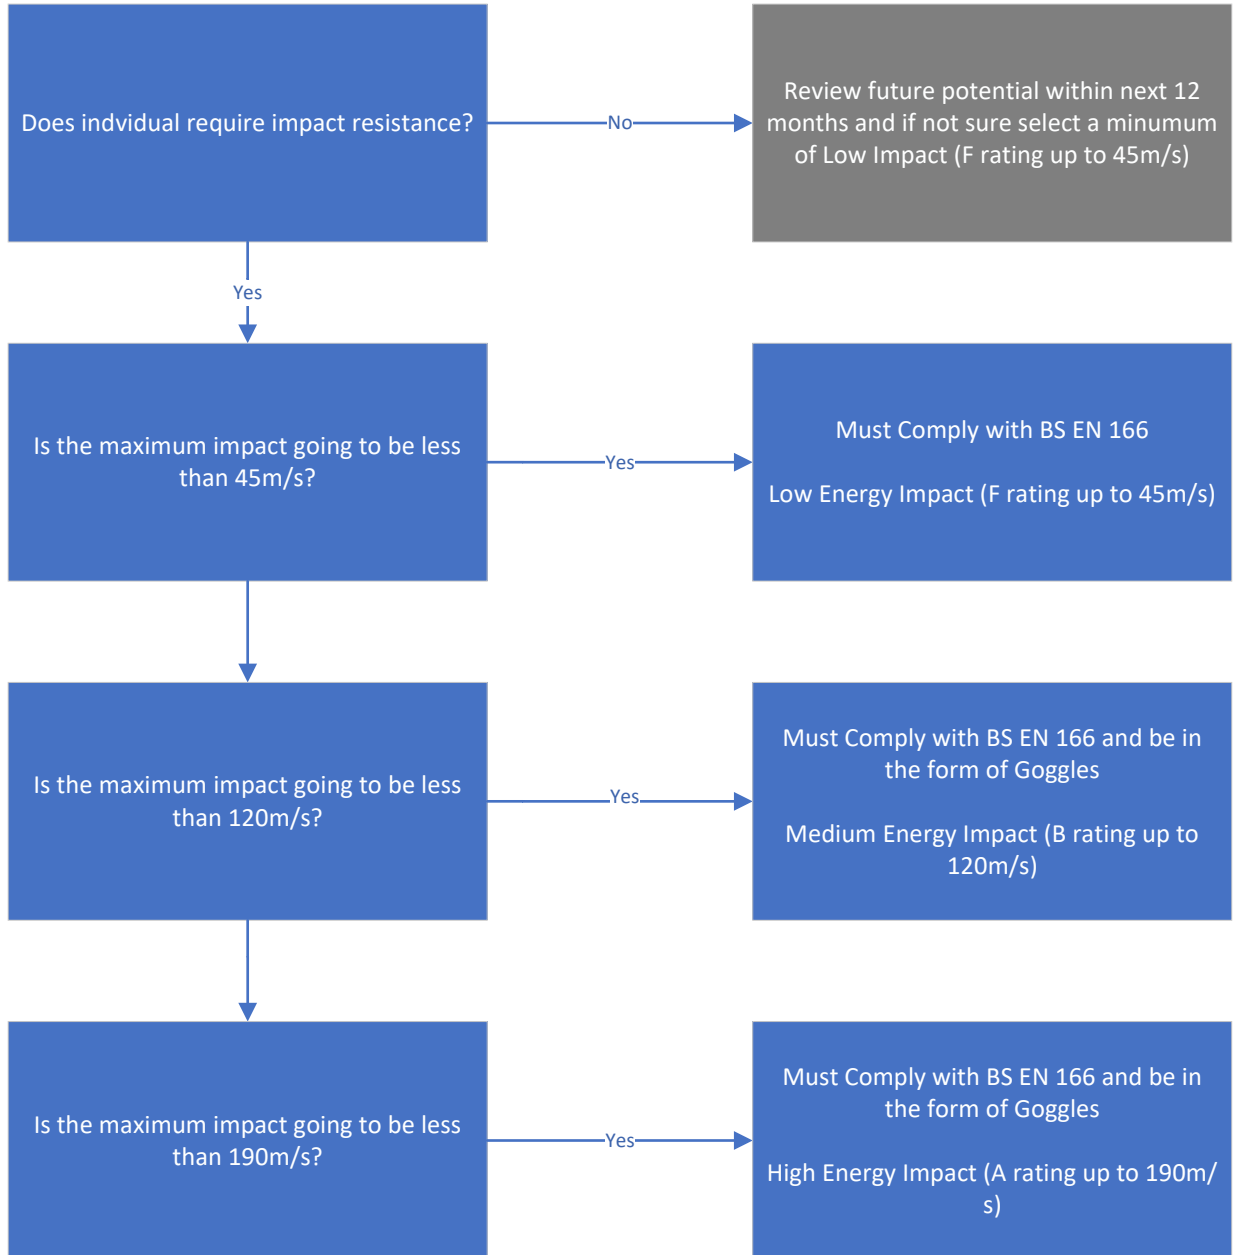 Does indvidual require impact resistance?
No
Review future potential within next 12
months and if not sure select a minumum
of Low Impact (F rating up to 45m/s)
Yes
Is the maximum impact going to be less
than 45m/s?
Yes
Must Comply with BS EN 166
Low Energy Impact (F rating up to 45m/s)
Is the maximum impact going to be less
than 120m/s?
Yes
Must Comply with BS EN 166 and be in
the form of Goggles
Medium Energy Impact (B rating up to
120m/s)
Is the maximum impact going to be less
than 190m/s?
Yes
Must Comply with BS EN 166 and be in
the form of Goggles
High Energy Impact (A rating up to 190m/
s)